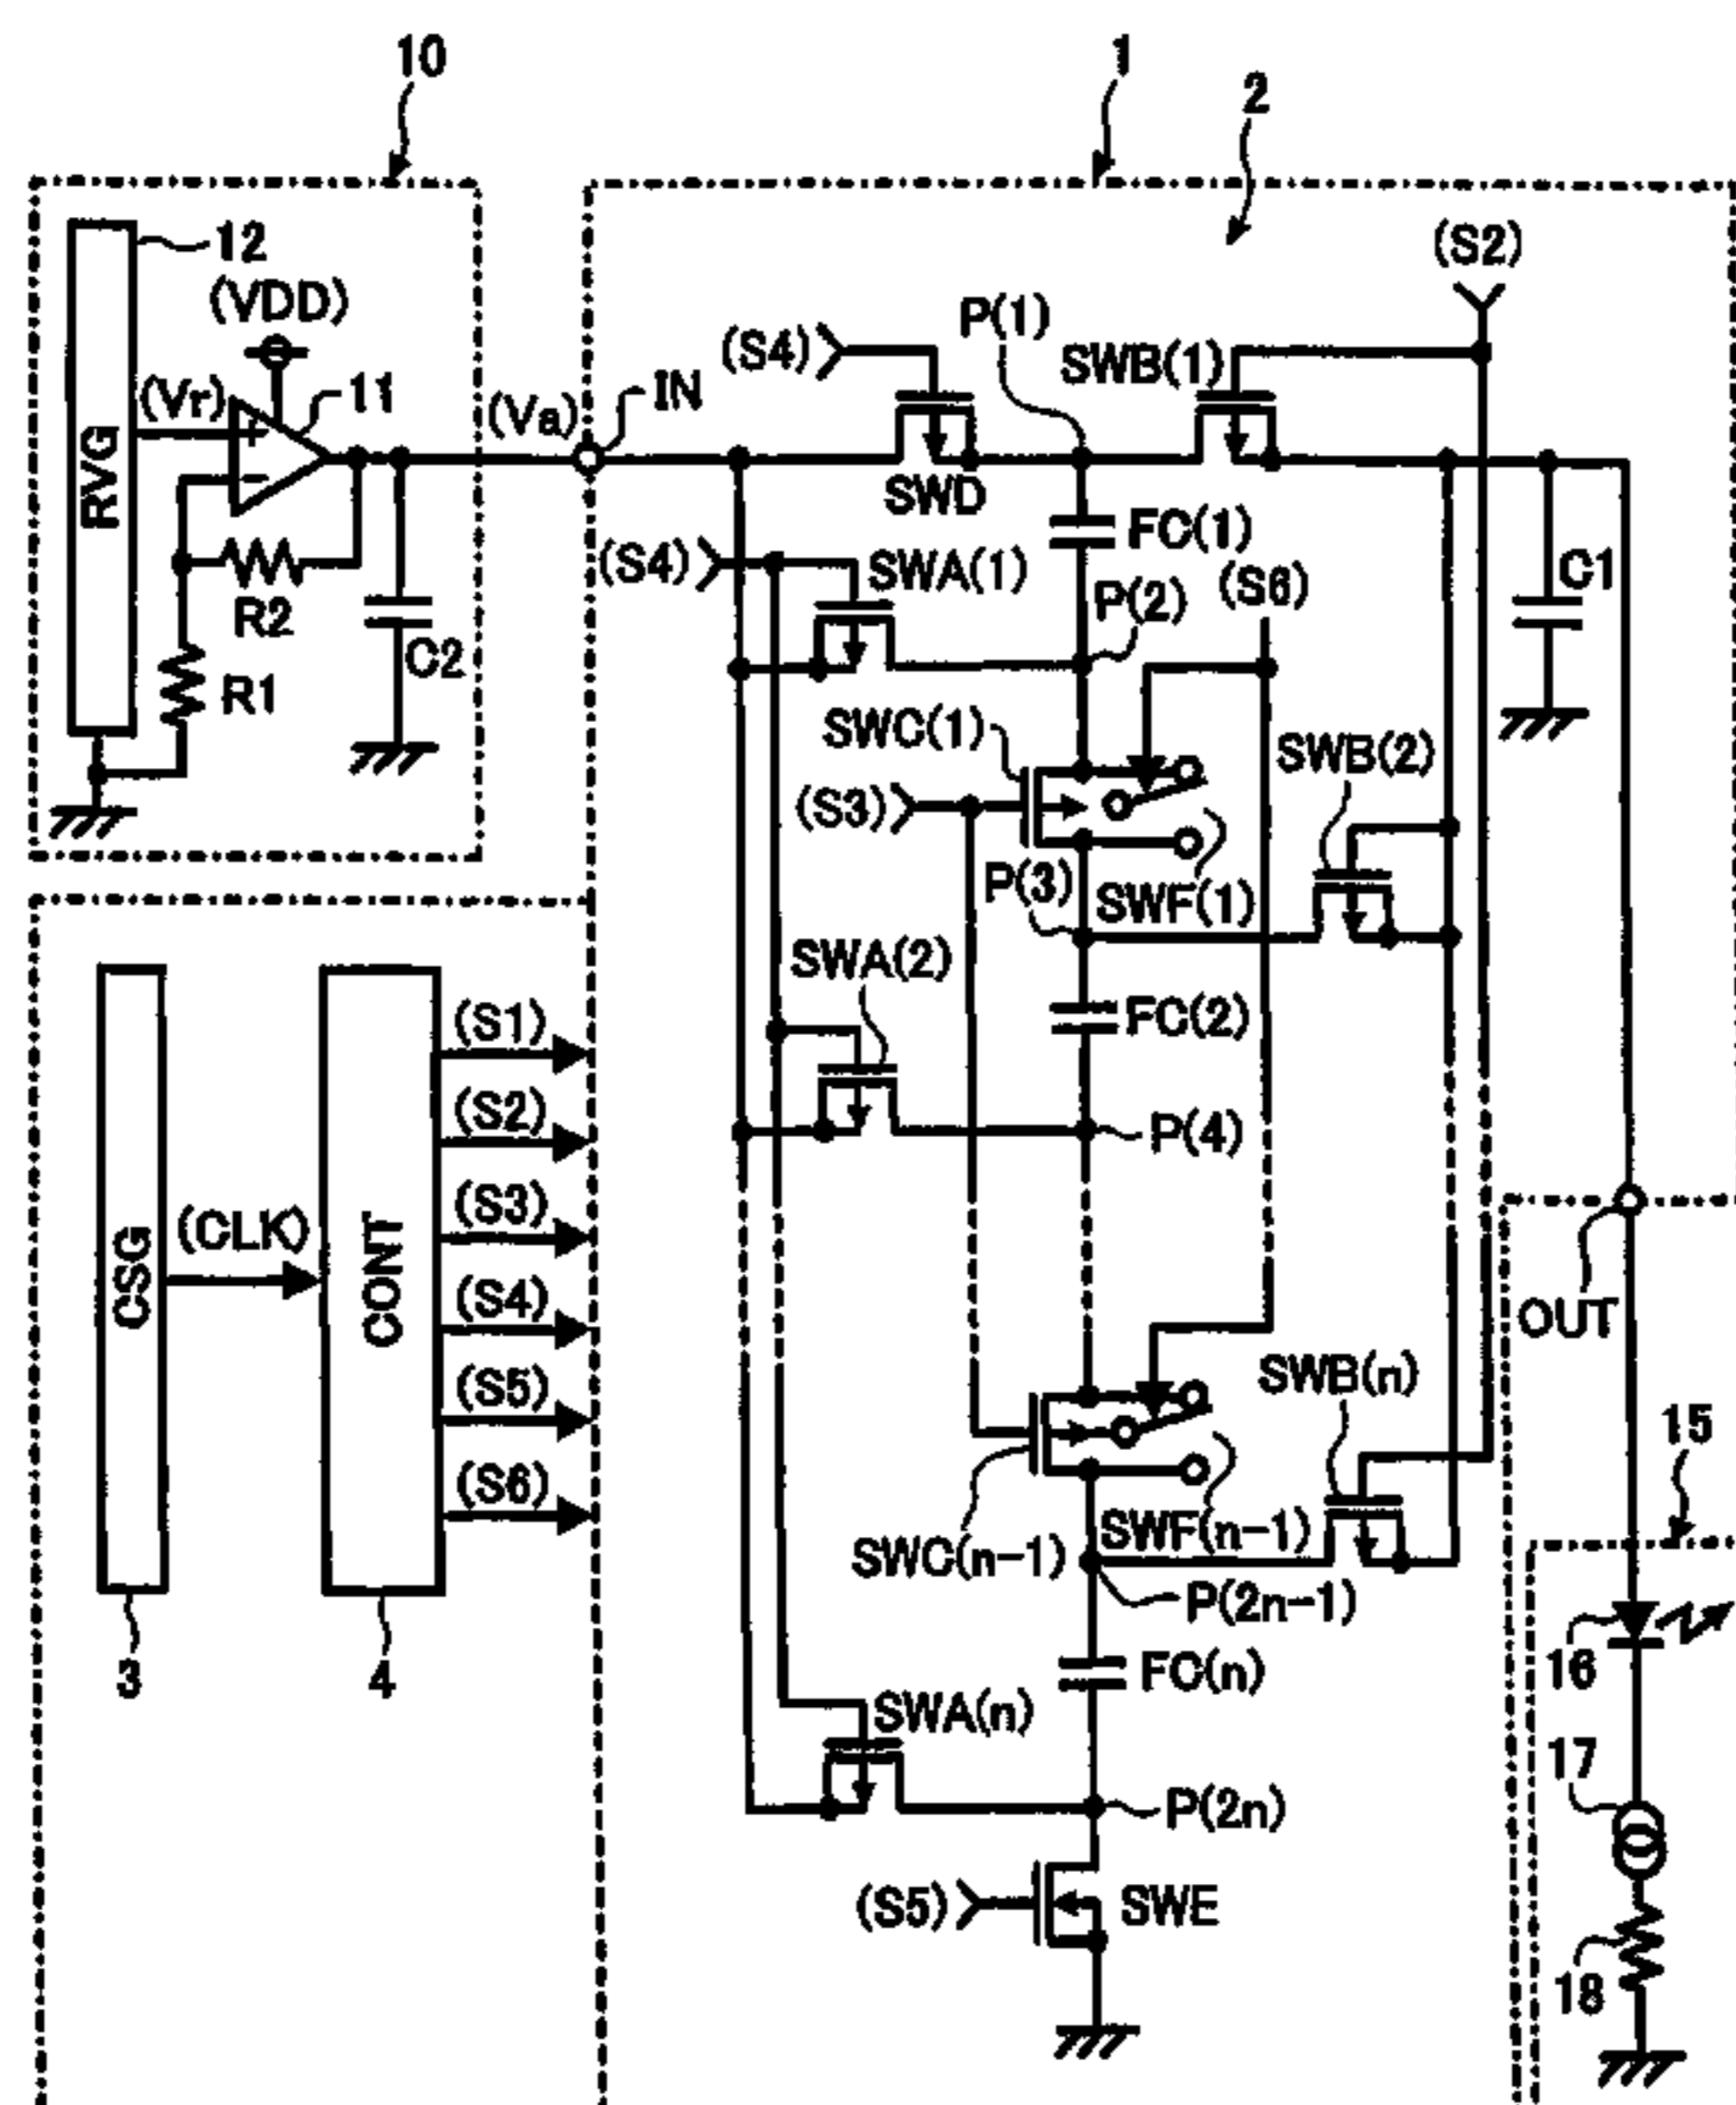 10
1
2
12
(VDD)
(S2)
P(1)
(S4)
SWB(1)
(Vr)
11
(Va)
IN
RVG
SWD
FC(1)
(S4)
SWA(1)
(S6)
C1
P(2)
R2
C2
R1
SWC(1)
SWB(2)
(S3)
P(3)
SWF(1)
SWA(2)
FC(2)
(S1)
(S2)
P(4)
(S3)
(CLK)
CSG
CONT
(S4)
OUT
(S5)
SWB(n)
15
(S6)
SWF(n-1)
SWC(n-1)
P(2n-1)
3
4
FC(n)
16
SWA(n)
17
P(2n)
(S5)
SWE
18